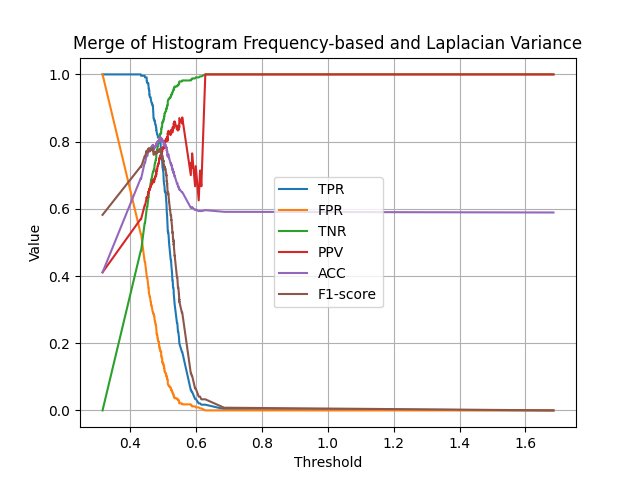 Merge of Histogram Frequency-based and Laplacian Variance
1.0
0.8
0.6
0.4
0.2
0.0
Value
TPR
FPR
TNR
PPV
ACC
F1-score
0.4 0.6 0.8 1.0 1.2 1.4 1.6
Threshold